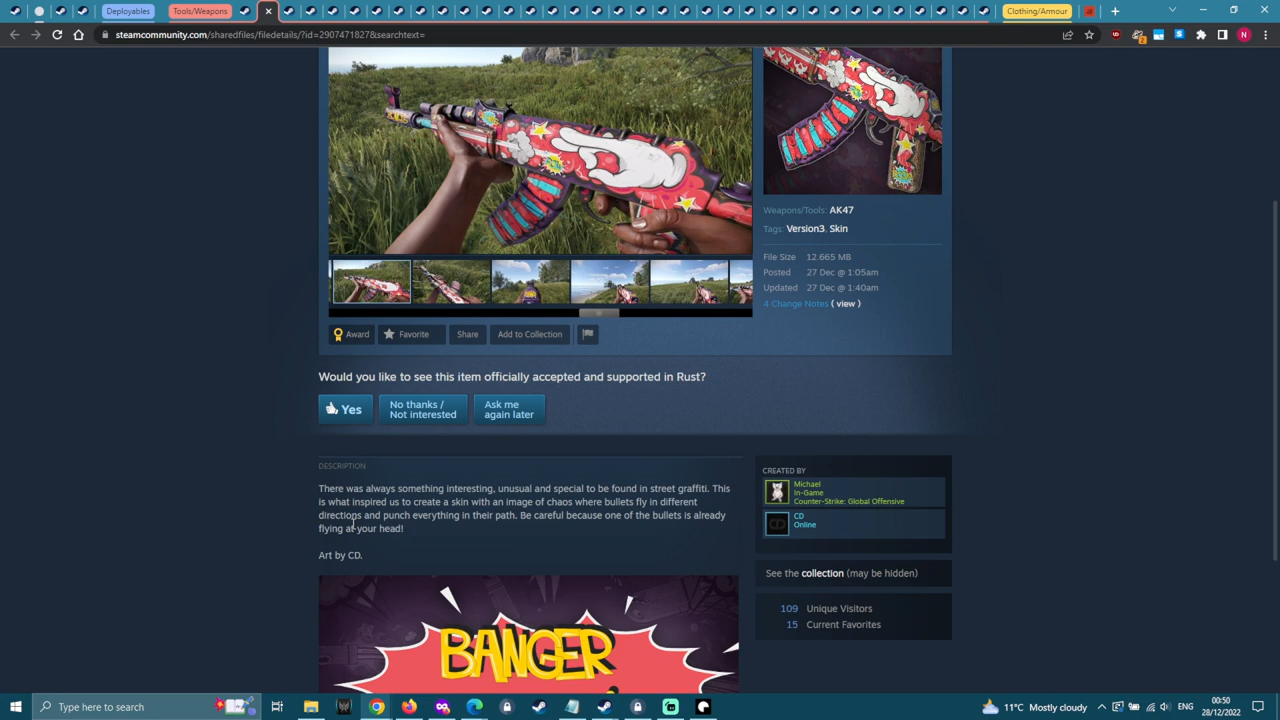 Deployables
Tools/Weapons
Clothing/Armour
steamcommunity.com/sharedfiles/filedetails/?id=2907471827&searchtext=
N
Weapons/Tools: AK47
Tags: Version3, Skin
File Size 12.665 MB
Posted 27 Dec @ 1:05am
Updated 27 Dec @ 1:40am
4 Change Notes ( view )
Award
Favorite
Share
Add to Collection
Would you like to see this item officially accepted and supported in Rust?
Yes
No thanks /
Not interested
Ask me
again later
DESCRIPTION
There was always something interesting, unusual and special to be found in street graffiti. This
is what inspired us to create a skin with an image of chaos where bullets fly in different
directions and punch everything in their path. Be careful because one of the bullets is already
flying at your head!
Art by CD.
BANGER
CREATED BY
Michael
In-Game
Counter-Strike: Global Offensive
CD
Online
See the collection (may be hidden)
109 Unique Visitors
15 Current Favorites
Type here to search
11°C Mostly cloudy
ENG
00:50
28/12/2022